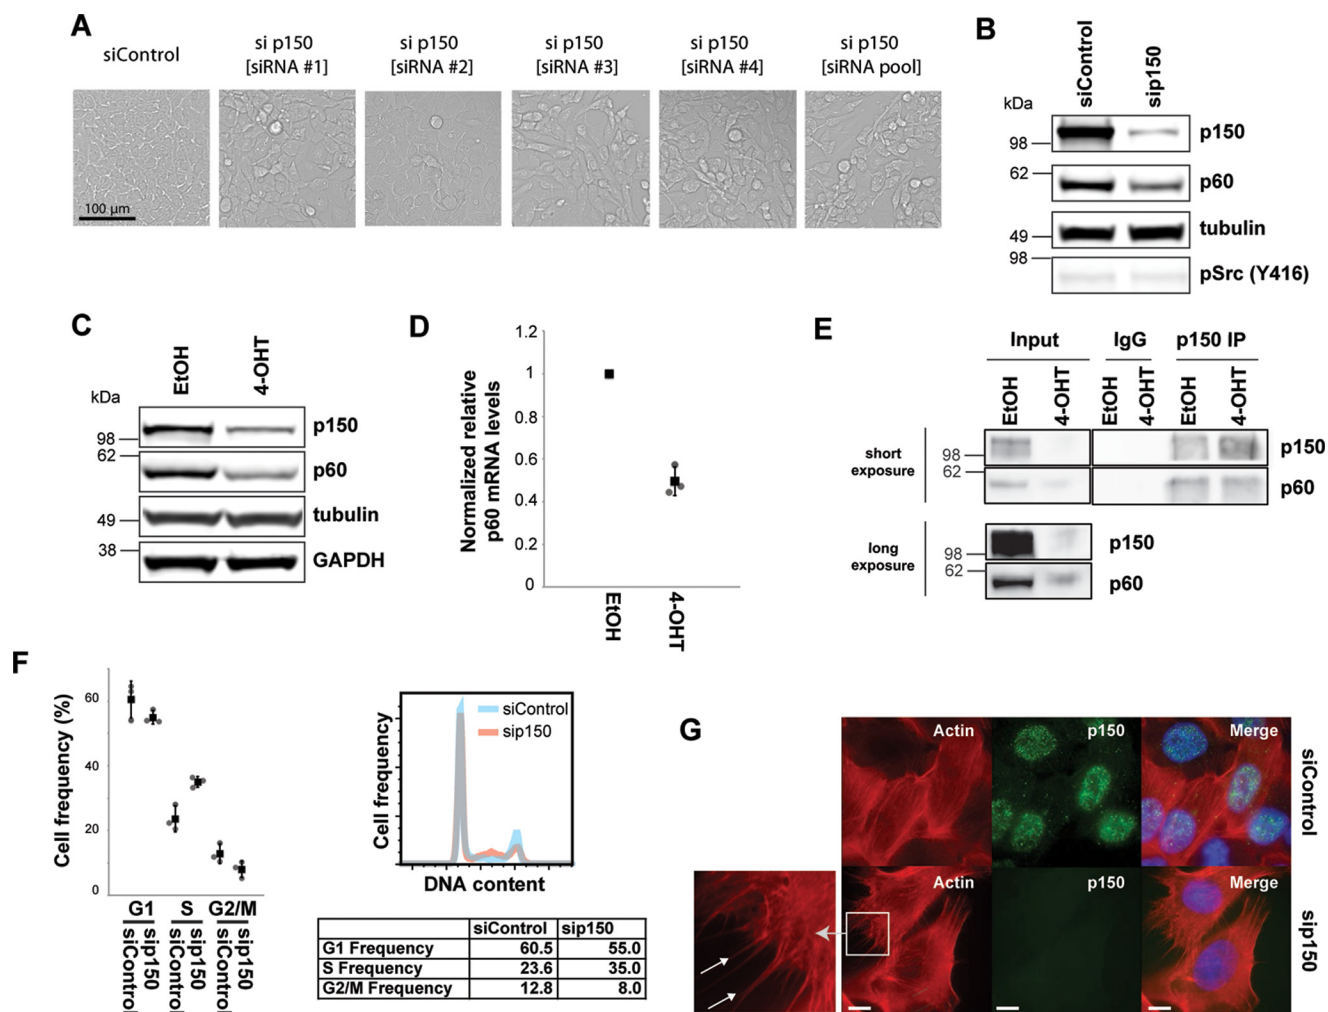 A
siControl
si p150
[siRNA #1]
si p150
[siRNA #2]
si p150
[siRNA #3]
si p150
[siRNA #4]
si p150
[siRNA pool]
100 µm
B
siControl
sip150
kDa
98
p150
62
p60
49
tubulin
98
pSrc (Y416)
C
EtOH
4-OHT
kDa
98
p150
62
p60
49
tubulin
38
GAPDH
D
Normalized relative
p60 mRNA levels
1.2
1
0.8
0.6
0.4
0.2
0
EtOH
4-OHT
E
Input
IgG
p150 IP
EtOH
4-OHT
EtOH
4-OHT
EtOH
4-OHT
short
exposure
98
p150
62
p60
long
exposure
98
p150
62
p60
F
Cell frequency (%)
60
40
20
0
G1
S
G2/M
siControl
sip150
siControl
sip150
siControl
sip150
Cell frequency
siControl
sip150
DNA content
siControl sip150
G1 Frequency 60.5 55.0
S Frequency 23.6 35.0
G2/M Frequency 12.8 8.0
G
Actin
p150
Merge
siControl
Actin
p150
Merge
sip150